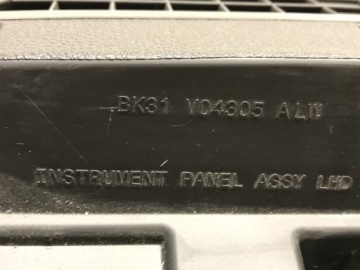 BK31 V04305 ALW
INSTRUMENT PANEL ASSY LHD